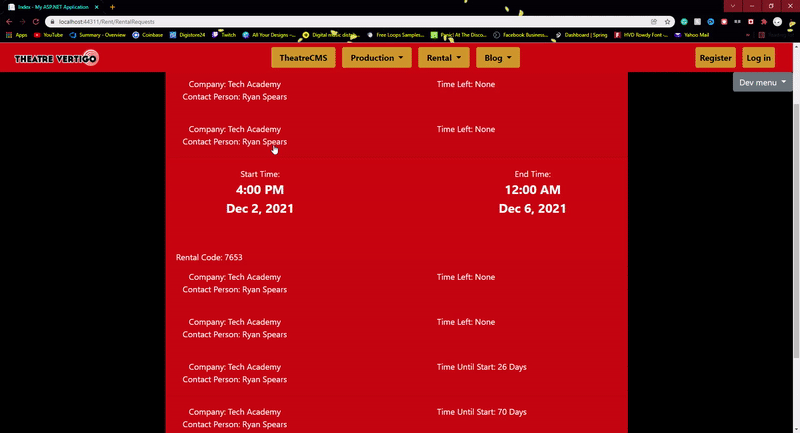 Index - My ASP.NET Application
localhost:44311/Rent/RentalRequests
Apps YouTube Summary - Overview Coinbase Digistore24 Twitch All Your Designs -... Digital music distrib... Free Loops Samples... Panic! At The Disco... Facebook Business... Dashboard | Spring HVD Rowdy Font -... Yahoo Mail
THEATRE VERTIGO TheatreCMS Production Rental Blog Register Log in
Dev menu
Company: Tech Academy Time Left: None
Contact Person: Ryan Spears
Company: Tech Academy Time Left: None
Contact Person: Ryan Spears
Start Time: End Time:
4:00 PM 12:00 AM
Dec 2, 2021 Dec 6, 2021
Rental Code: 7653
Company: Tech Academy Time Left: None
Contact Person: Ryan Spears
Company: Tech Academy Time Left: None
Contact Person: Ryan Spears
Company: Tech Academy Time Until Start: 26 Days
Contact Person: Ryan Spears
Company: Tech Academy Time Until Start: 70 Days
Contact Person: Ryan Spears